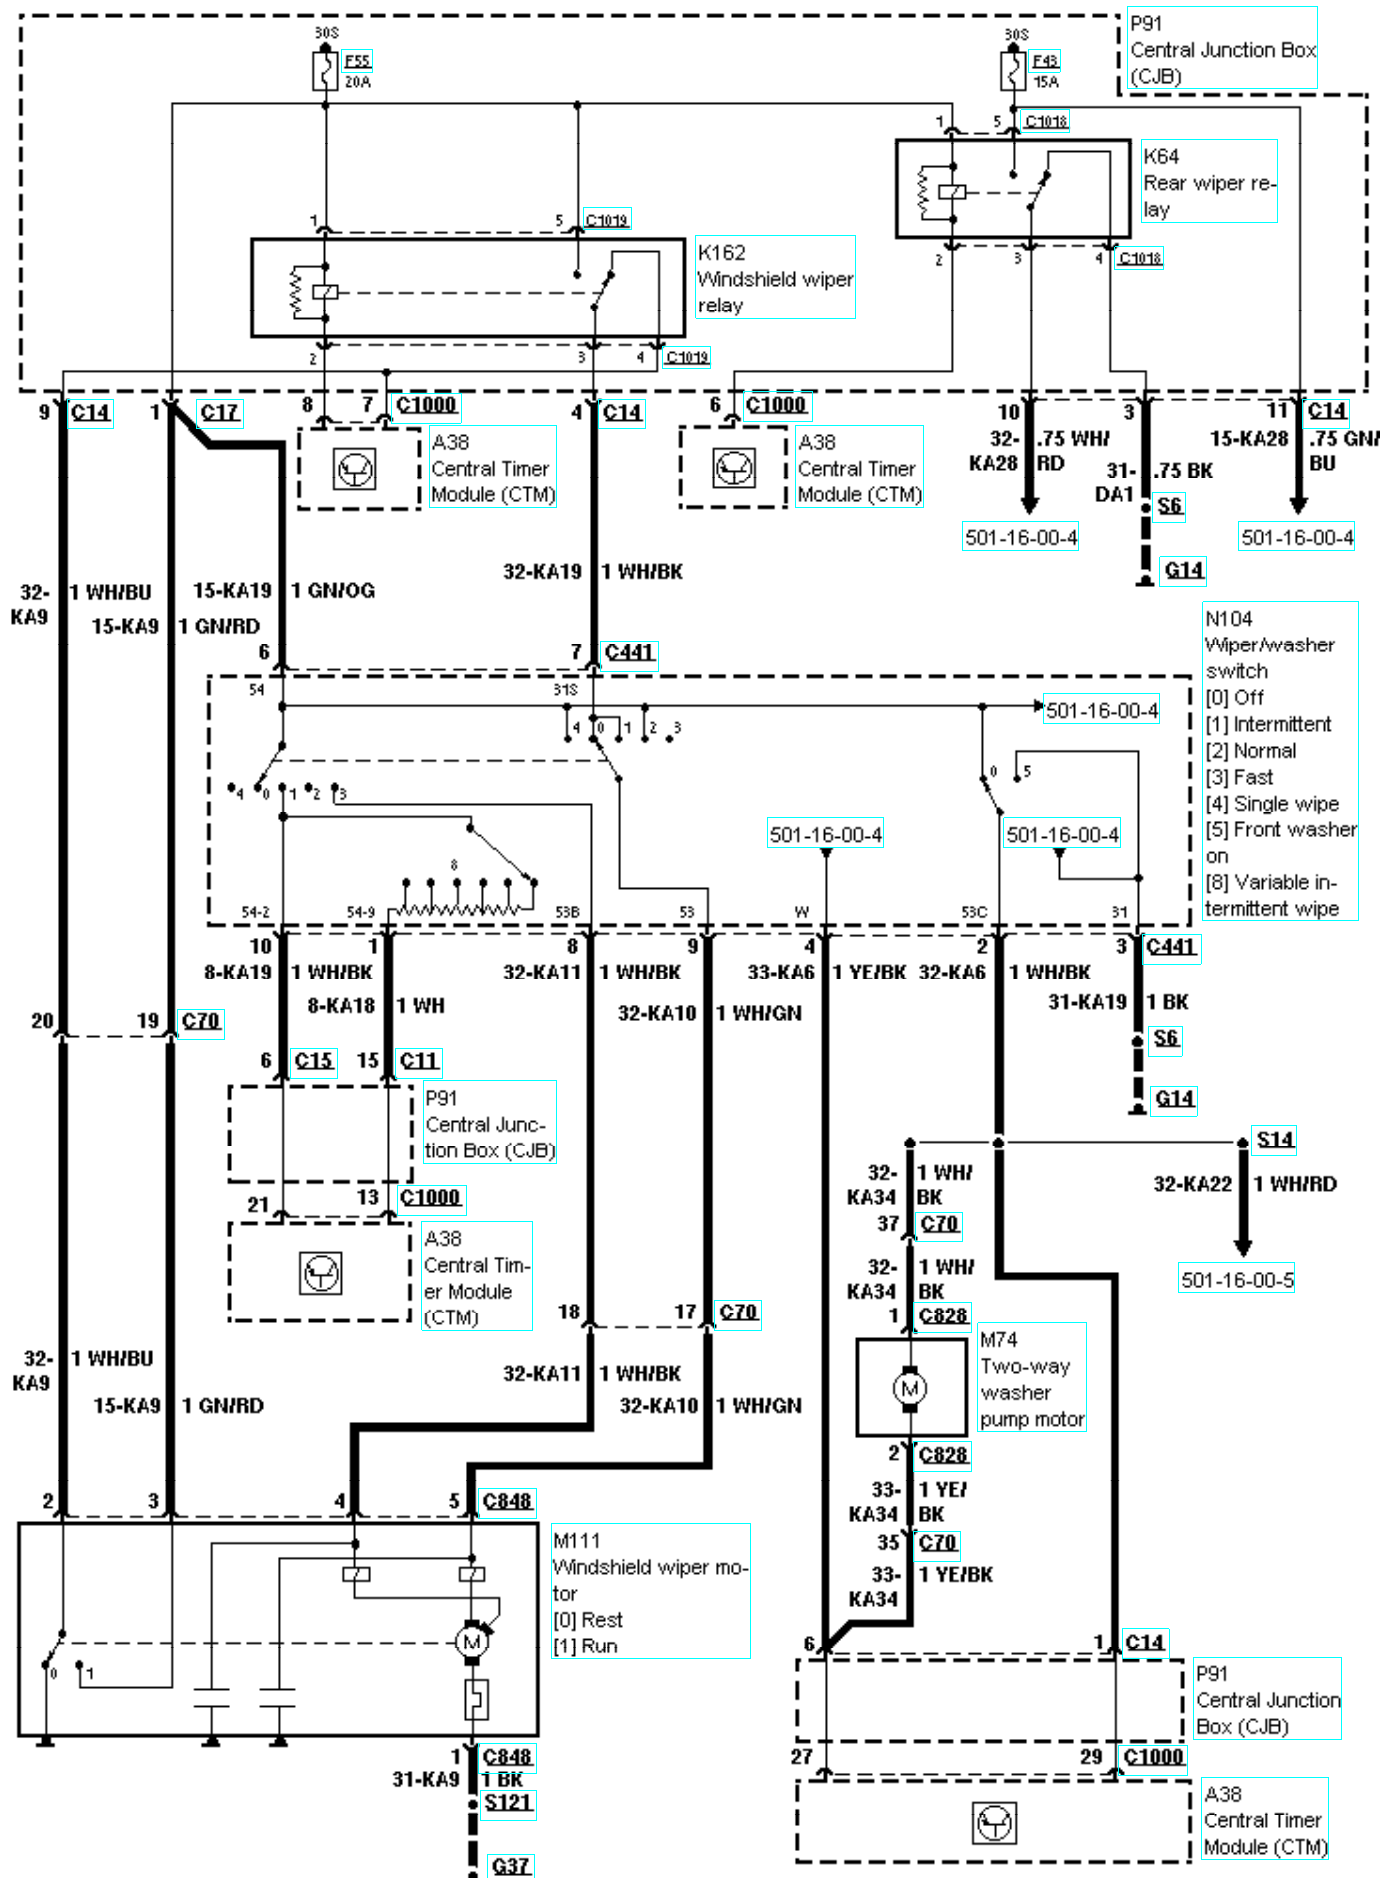 30S
F55
20A
30S
F43
15A
P91
Central Junction Box
(CJB)
1
5
C1018
K64
Rear wiper re-
lay
1
5
C1019
K162
Windshield wiper
relay
2
3
4
C1018
2
3
4
C1019
9
C14
1
C17
8
7
C1000
4
C14
6
C1000
10
3
11
C14
A38
Central Timer
Module (CTM)
A38
Central Timer
Module (CTM)
32-
KA28
.75 WH/
RD
31-
DA1
.75 BK
15-KA28
.75 GN/
BU
S6
501-16-00-4
501-16-00-4
G14
32-
KA9
1 WH/BU
15-KA9
1 GN/RD
15-KA19
1 GN/OG
32-KA19
1 WH/BK
6
7
C441
N104
Wiper/washer
switch
[0] Off
[1] Intermittent
[2] Normal
[3] Fast
[4] Single wipe
[5] Front washer
on
[8] Variable in-
termittent wipe
54
31S
501-16-00-4
4
0
1
2
3
4
0
1
2
3
0
5
501-16-00-4
501-16-00-4
8
54-2
54-9
53B
53
W
53C
31
10
1
8
9
4
2
3
C441
8-KA19
1 WH/BK
32-KA11
1 WH/BK
33-KA6
1 YE/BK
32-KA6
1 WH/BK
8-KA18
1 WH
32-KA10
1 WH/GN
31-KA19
1 BK
20
19
C70
S6
6
C15
15
C11
P91
Central Junc-
tion Box (CJB)
G14
S14
32-
KA34
1 WH/
BK
32-KA22
1 WH/RD
21
13
C1000
37
C70
A38
Central Tim-
er Module
(CTM)
32-
KA34
1 WH/
BK
501-16-00-5
18
17
C70
1
C828
M74
Two-way
washer
pump motor
M
32-
KA9
1 WH/BU
15-KA9
1 GN/RD
32-KA11
1 WH/BK
32-KA10
1 WH/GN
2
C828
33-
KA34
1 YE/
BK
2
3
4
5
C848
35
C70
33-
KA34
1 YE/BK
M111
Windshield wiper mo-
tor
[0] Rest
[1] Run
M
0
1
6
1
C14
P91
Central Junction
Box (CJB)
1
C848
31-KA9
1 BK
S121
27
29
C1000
A38
Central Timer
Module (CTM)
G37